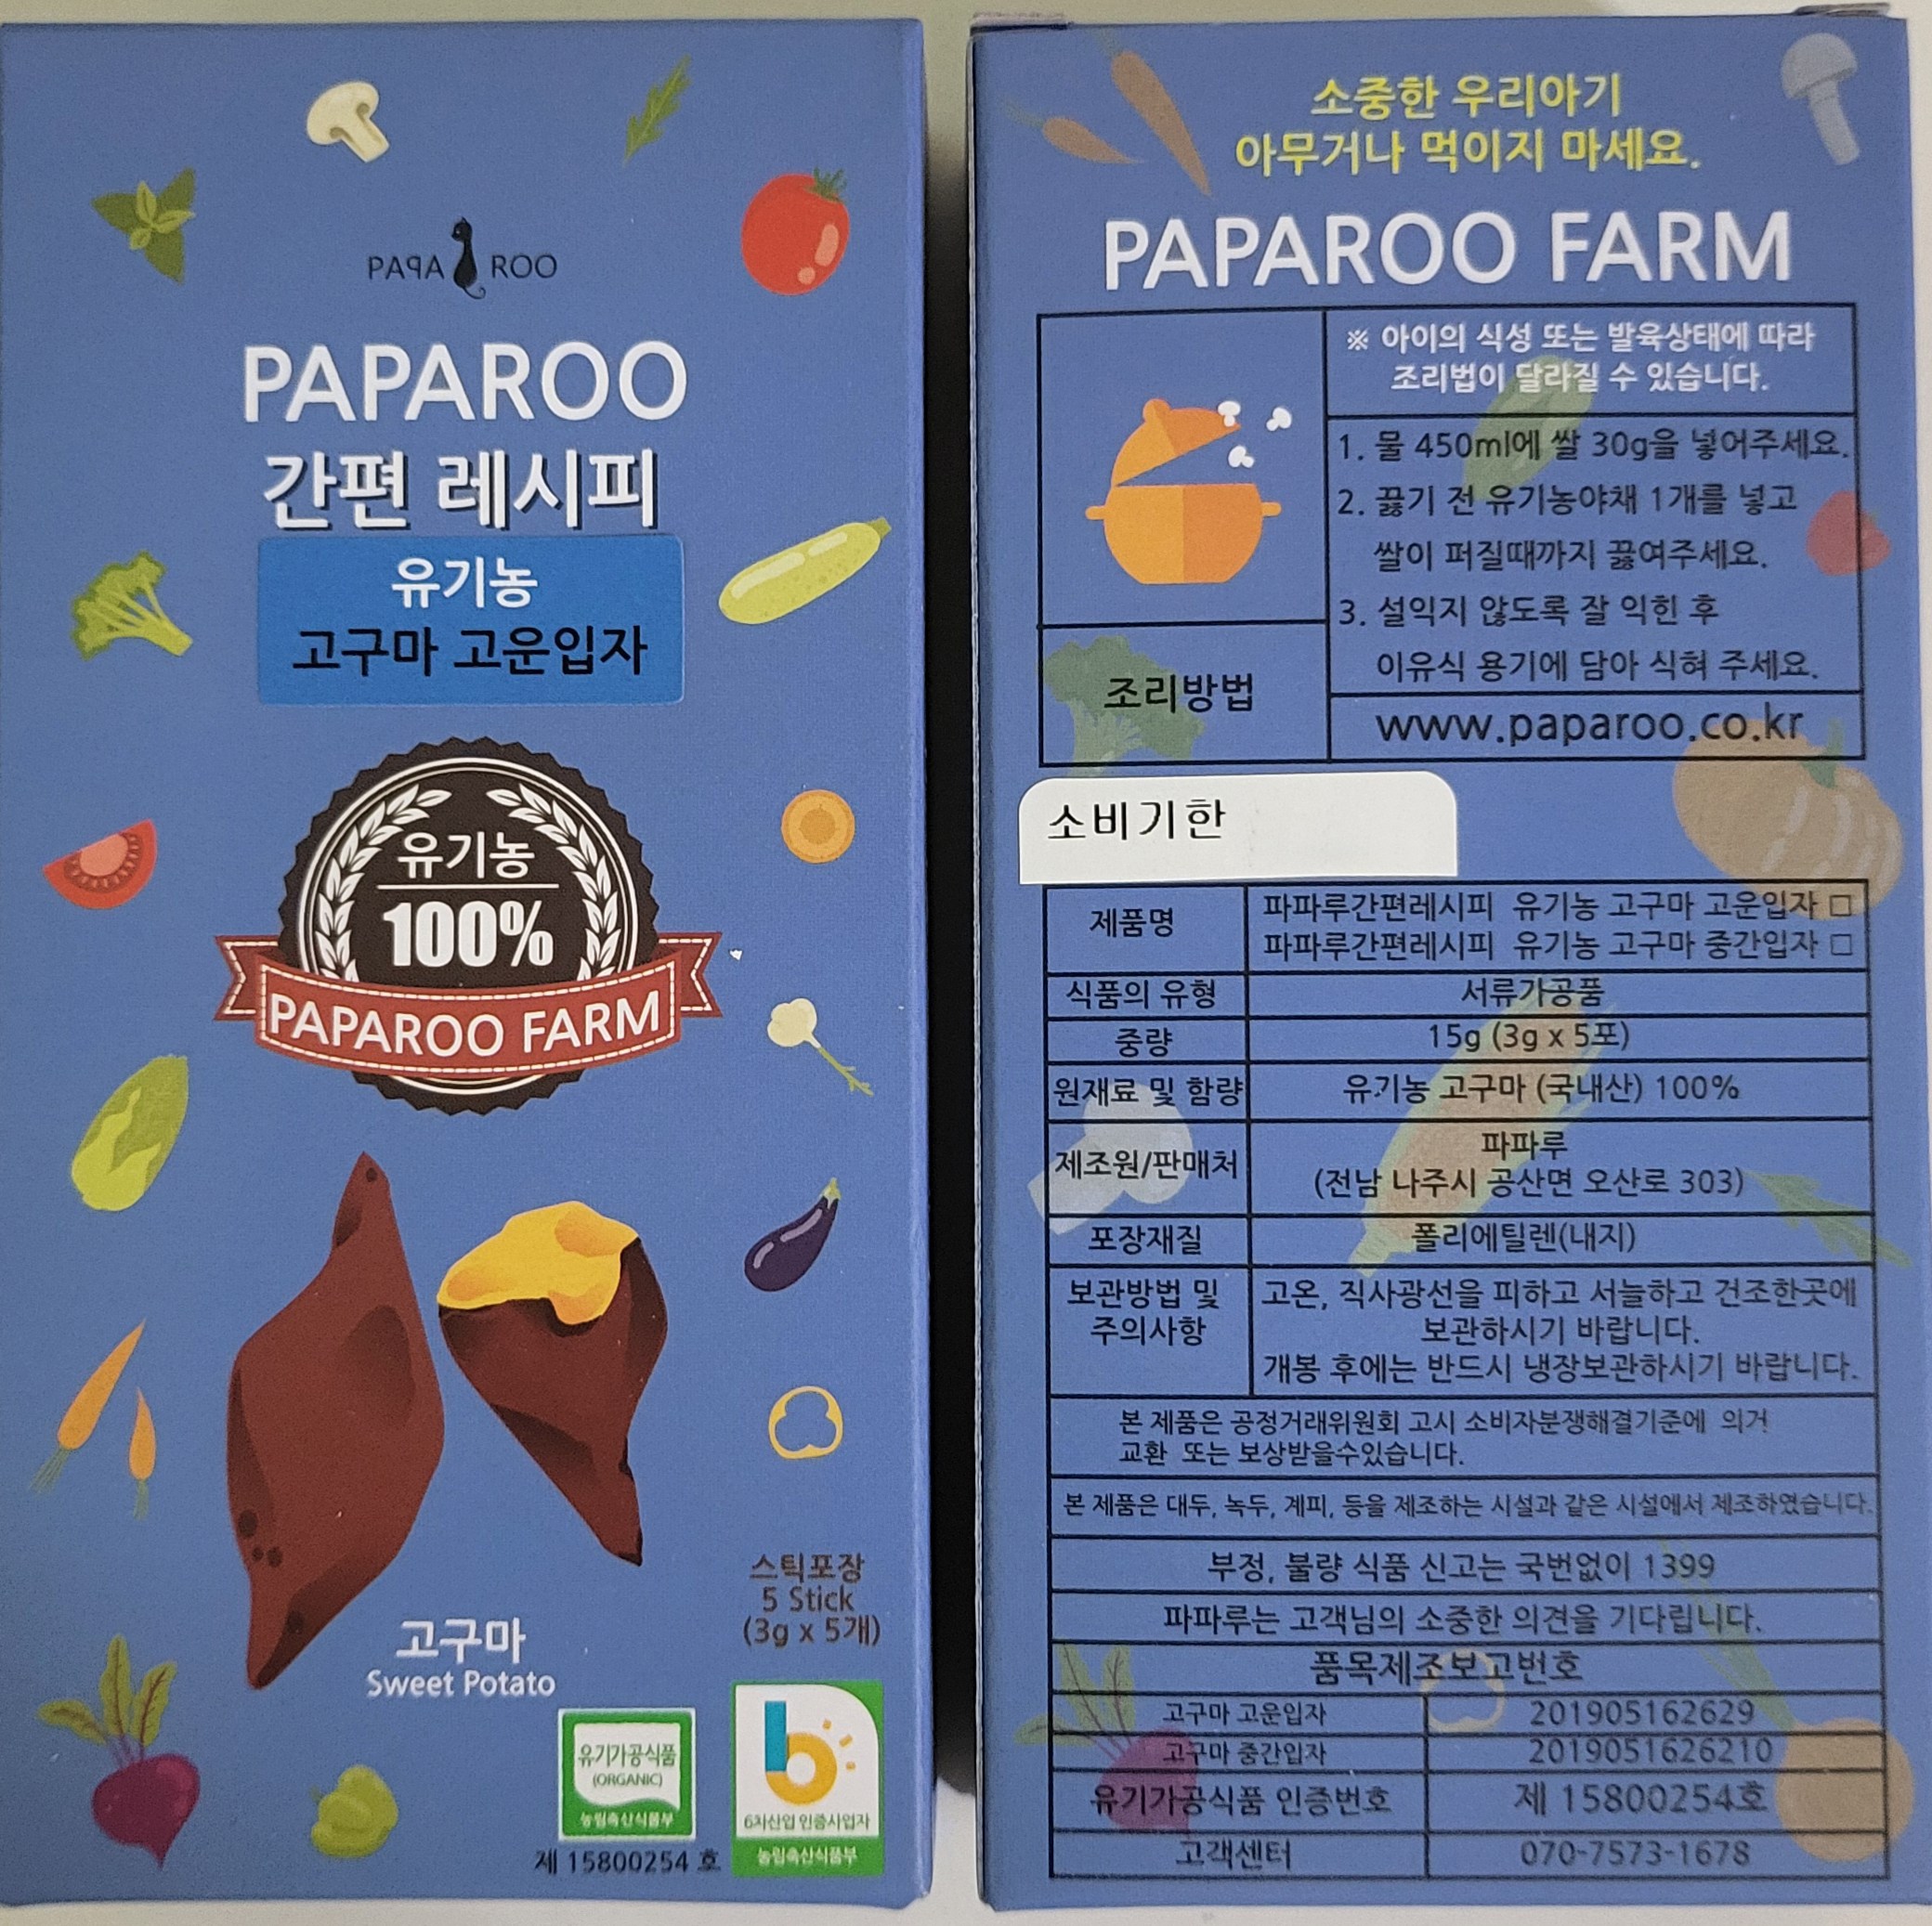 PAPA ROO
PAPAROO
간편 레시피
유기농
고구마 고운입자
유기농
100%
PAPAROO FARM
스틱포장
5 Stick
(3g x 5개)
고구마
Sweet Potato
유기가공식품
(ORGANIC)
농림축산식품부
제 15800254 호
6차산업 인증사업자
농림축산식품부
소중한 우리아기
아무거나 먹이지 마세요.
PAPAROO FARM
※ 아이의 식성 또는 발육상태에 따라
조리법이 달라질 수 있습니다.
1. 물 450ml에 쌀 30g을 넣어주세요.
2. 끓기 전 유기농야채 1개를 넣고
쌀이 퍼질때까지 끓여주세요.
3. 설익지 않도록 잘 익힌 후
이유식 용기에 담아 식혀 주세요.
조리방법
www.paparoo.co.kr
소비기한
제품명
파파루간편레시피 유기농 고구마 고운입자 □
파파루간편레시피 유기농 고구마 중간입자 □
식품의 유형 서류가공품
중량 15g (3g x 5포)
원재료 및 함량 유기농 고구마 (국내산) 100%
제조원/판매처
파파루
(전남 나주시 공산면 오산로 303)
포장재질 폴리에틸렌(내지)
보관방법 및
주의사항
고온, 직사광선을 피하고 서늘하고 건조한곳에
보관하시기 바랍니다.
개봉 후에는 반드시 냉장보관하시기 바랍니다.
본 제품은 공정거래위원회 고시 소비자분쟁해결기준에 의거
교환 또는 보상받을수있습니다.
본 제품은 대두, 녹두, 계피, 등을 제조하는 시설과 같은 시설에서 제조하였습니다.
부정, 불량 식품 신고는 국번없이 1399
파파루는 고객님의 소중한 의견을 기다립니다.
품목제조보고번호
고구마 고운입자 201905162629
고구마 중간입자 2019051626210
유기가공식품 인증번호 제 15800254호
고객센터 070-7573-1678